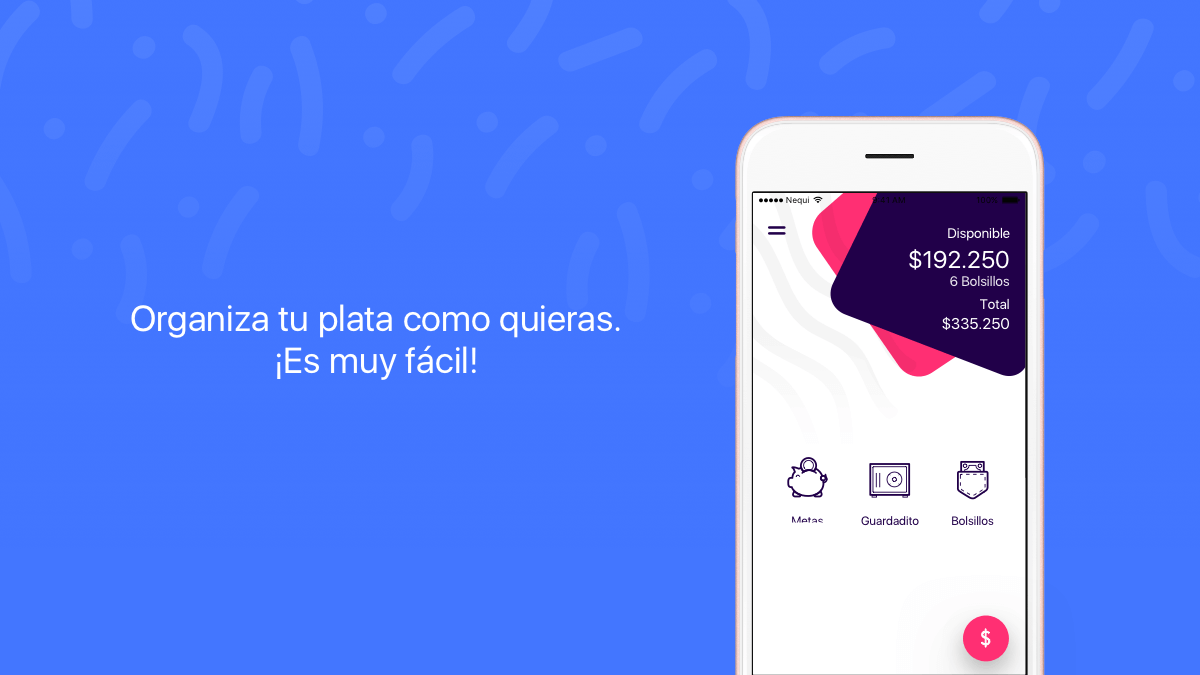 Organiza tu plata como quieras.
¡Es muy fácil!
Nequi
Disponible
$192.250
6 Bolsillos
Total
$335.250
Metas
Guardadito
Bolsillos
$